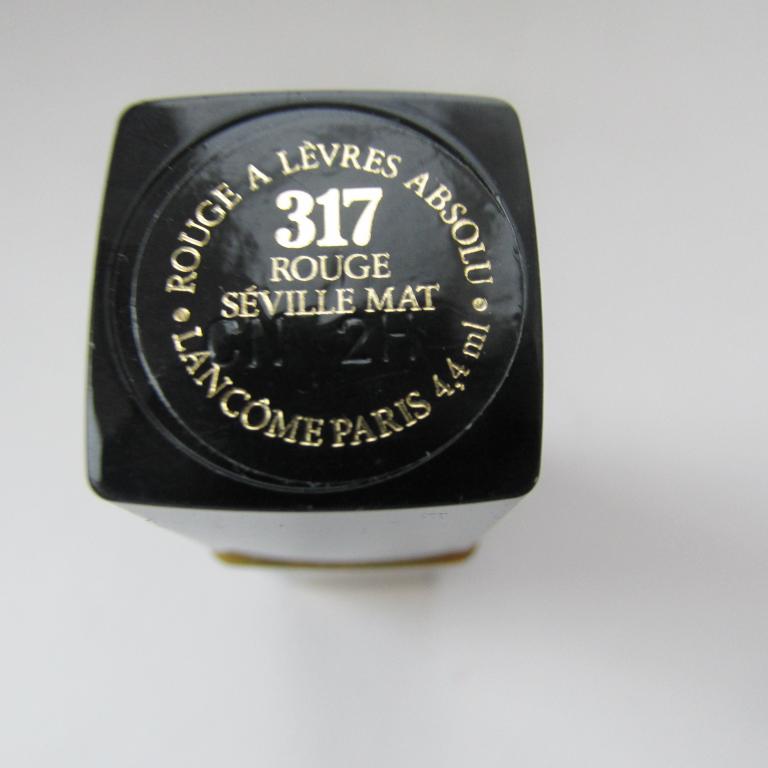 ROUGE A LÈVRES ABSOLU
317
ROUGE
SÉVILLE MAT
LANCÔME PARIS 4,4 ml